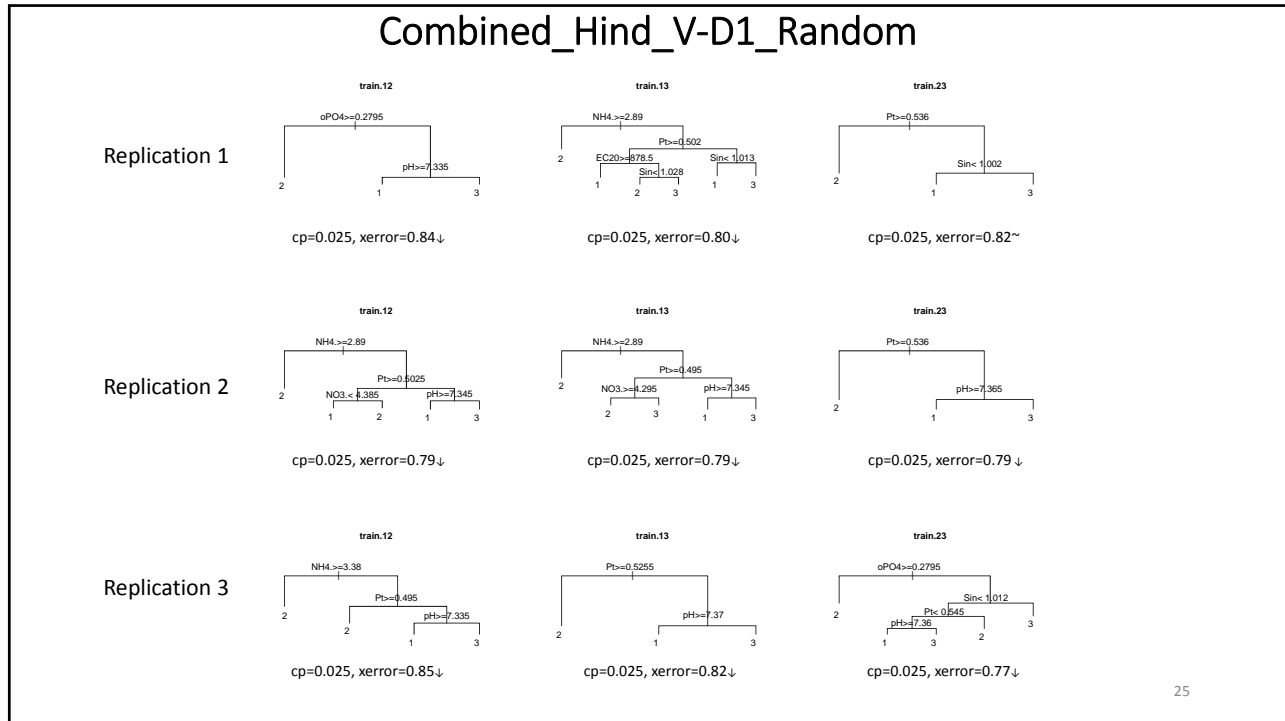 Combined_Hind_V-D1_Random
Replication 1
train.12
oPO4>=0.2795
pH>=7.335
2
1
3
cp=0.025, xerror=0.84↓
train.13
NH4.>=2.89
Pt>=0.502
EC20>=878.5
Sin< 1.013
Sin< 1.028
2
1
2
3
1
3
cp=0.025, xerror=0.80↓
train.23
Pt>=0.536
Sin< 1.002
2
1
3
cp=0.025, xerror=0.82~
Replication 2
train.12
NH4.>=2.89
Pt>=0.5025
NO3.< 4.385
pH>=7.345
2
1
2
1
3
cp=0.025, xerror=0.79↓
train.13
NH4.>=2.89
Pt>=0.495
NO3.>=4.295
pH>=7.345
2
2
3
1
3
cp=0.025, xerror=0.79↓
train.23
Pt>=0.536
pH>=7.365
2
1
3
cp=0.025, xerror=0.79↓
Replication 3
train.12
NH4.>=3.38
Pt>=0.495
pH>=7.335
2
2
1
3
cp=0.025, xerror=0.85↓
train.13
Pt>=0.5255
pH>=7.37
2
1
3
cp=0.025, xerror=0.82↓
train.23
oPO4>=0.2795
Sin< 1.012
Pt< 0.545
pH>=7.36
2
1
3
2
3
cp=0.025, xerror=0.77↓
25